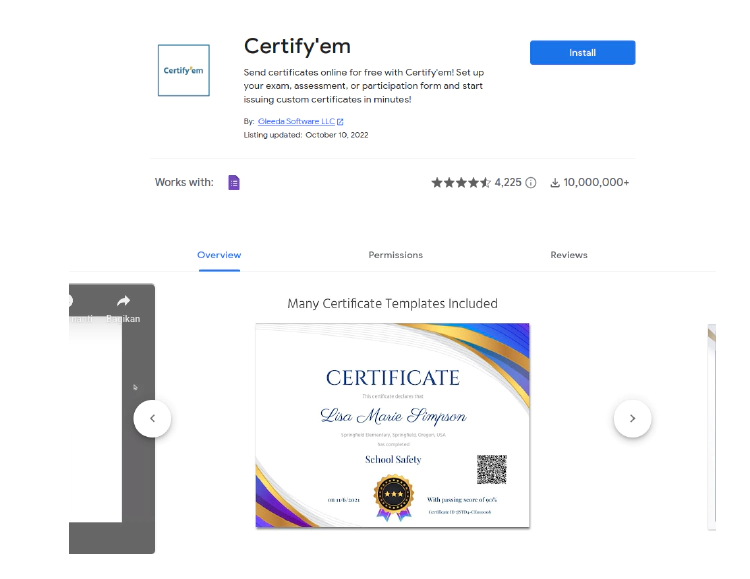 Certify'em
Install
Certify'em
Send certificates online for free with Certify'em! Set up
your exam, assessment, or participation form and start
issuing custom certificates in minutes!
By: Gleeda Software LLC
Listing updated: October 10, 2022
Works with:
4,225
10,000,000+
Overview
Permissions
Reviews
Bagikan
Many Certificate Templates Included
CERTIFICATE
This certificate declares that
Lisa Marie Simpson
Springfield Elementary, Springfield, Oregon, USA
has completed
School Safety
on 21/6/2021
With passing score of 90%
Certificate ID